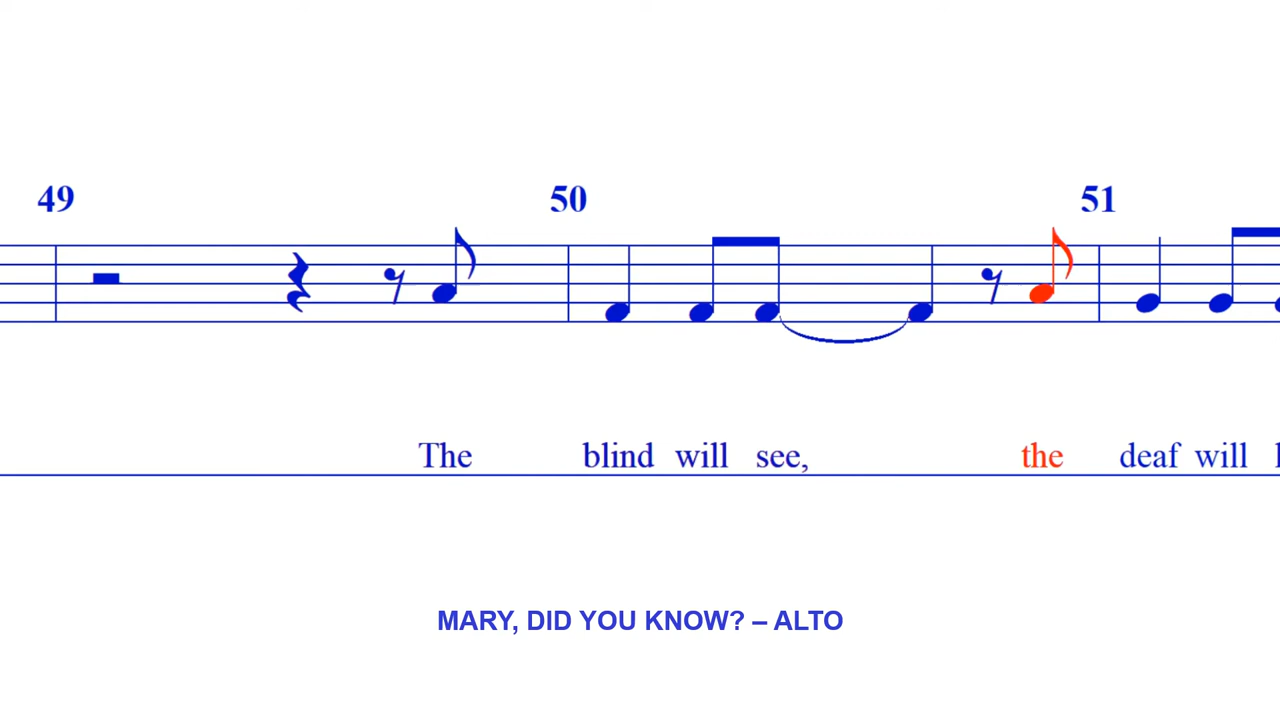 49 50 51
The blind will see, the deaf will
MARY, DID YOU KNOW? – ALTO